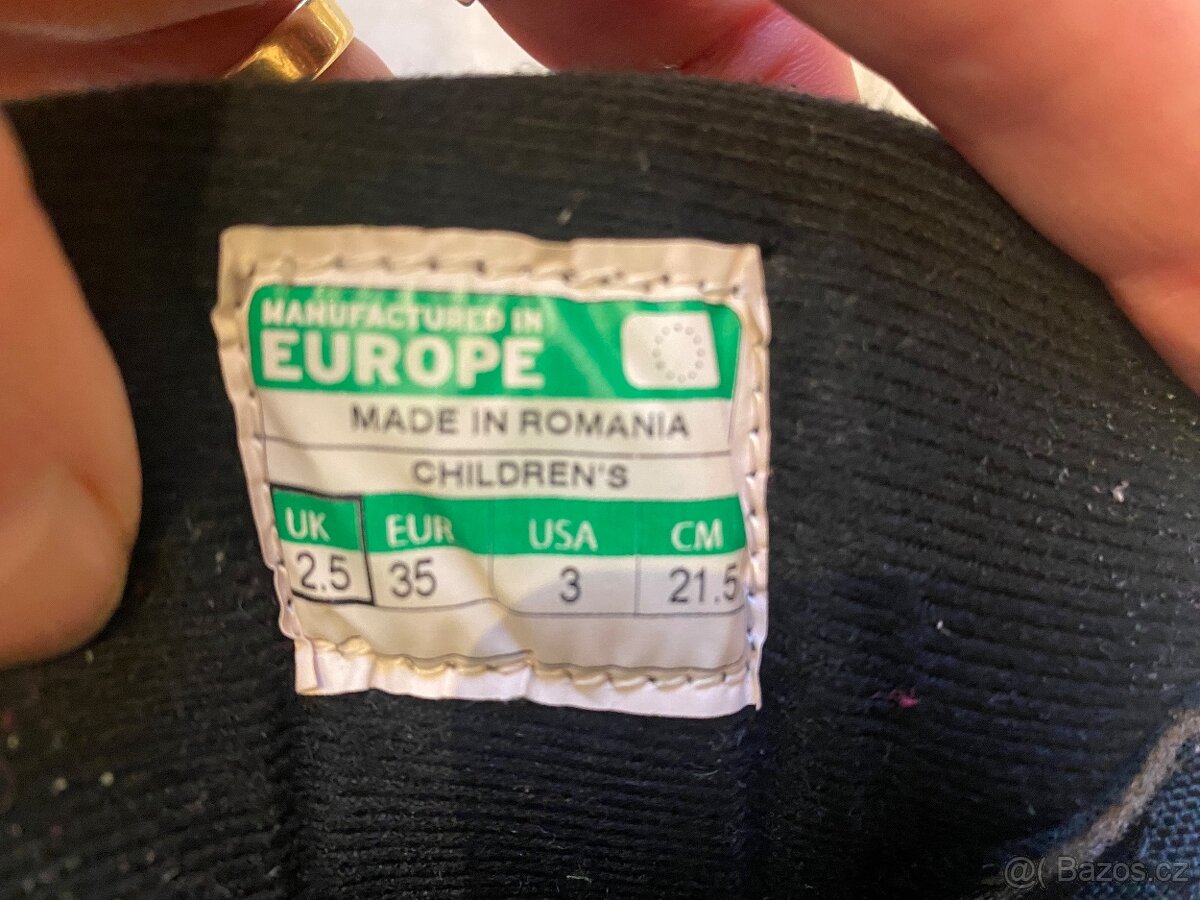 MANUFACTURED IN
EUROPE
MADE IN ROMANIA
CHILDREN'S
UK EUR USA CM
2.5 35 3 21.5
@( Bazos.cz